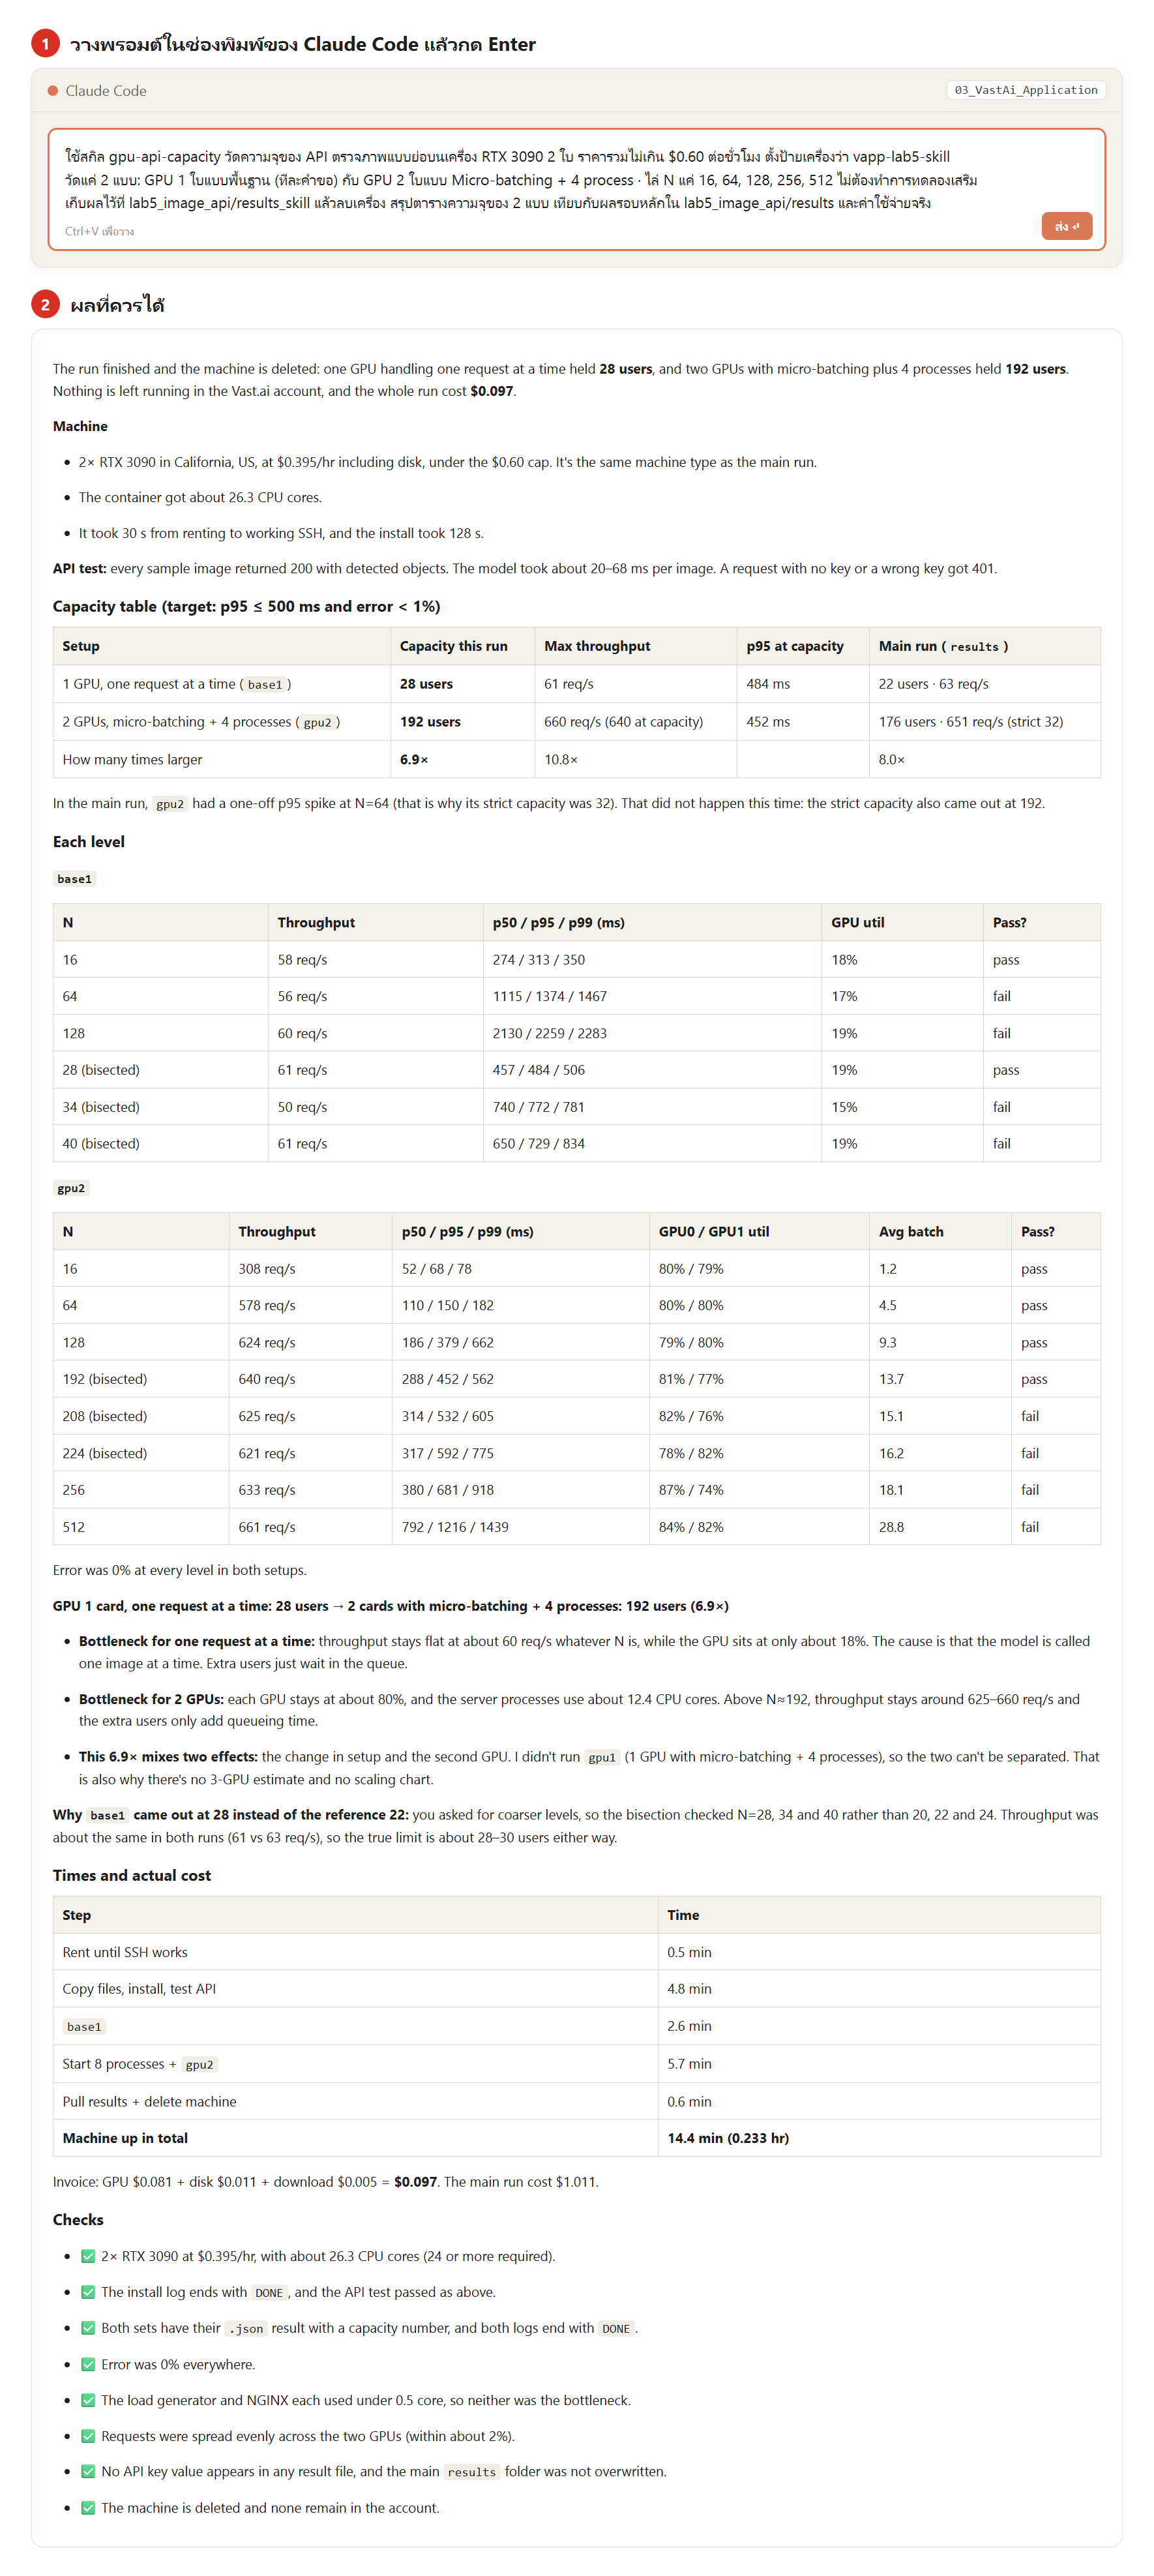 1 วางพรอมต์ในช่องพิมพ์ของ Claude Code แล้วกด Enter
Claude Code
03_VastAi_Application
ใช้สกิล gpu-api-capacity วัดความจุของ API ตรวจภาพแบบย่อบนเครื่อง RTX 3090 2 ใบ ราคารวมไม่เกิน $0.60 ต่อชั่วโมง ตั้งป้ายเครื่องว่า vapp-lab5-skill
วัดแค่ 2 แบบ: GPU 1 ใบแบบพื้นฐาน (ทีละคำขอ) กับ GPU 2 ใบแบบ Micro-batching + 4 process · ไล่ N แค่ 16, 64, 128, 256, 512 ไม่ต้องทำการทดลองเสริม
เก็บผลไว้ที่ lab5_image_api/results_skill แล้วลบเครื่อง สรุปตารางความจุของ 2 แบบ เทียบกับผลรอบหลักใน lab5_image_api/results และค่าใช้จ่ายจริง
Ctrl+V เพื่อวาง
ส่ง ⏎
2 ผลที่ควรได้
The run finished and the machine is deleted: one GPU handling one request at a time held 28 users, and two GPUs with micro-batching plus 4 processes held 192 users.
Nothing is left running in the Vast.ai account, and the whole run cost $0.097.
Machine
• 2× RTX 3090 in California, US, at $0.395/hr including disk, under the $0.60 cap. It's the same machine type as the main run.
• The container got about 26.3 CPU cores.
• It took 30 s from renting to working SSH, and the install took 128 s.
API test: every sample image returned 200 with detected objects. The model took about 20–68 ms per image. A request with no key or a wrong key got 401.
Capacity table (target: p95 ≤ 500 ms and error < 1%)
Setup Capacity this run Max throughput p95 at capacity Main run ( results )
1 GPU, one request at a time ( base1 ) 28 users 61 req/s 484 ms 22 users · 63 req/s
2 GPUs, micro-batching + 4 processes ( gpu2 ) 192 users 660 req/s (640 at capacity) 452 ms 176 users · 651 req/s (strict 32)
How many times larger 6.9× 10.8× 8.0×
In the main run, gpu2 had a one-off p95 spike at N=64 (that is why its strict capacity was 32). That did not happen this time: the strict capacity also came out at 192.
Each level
base1
N Throughput p50 / p95 / p99 (ms) GPU util Pass?
16 58 req/s 274 / 313 / 350 18% pass
64 56 req/s 1115 / 1374 / 1467 17% fail
128 60 req/s 2130 / 2259 / 2283 19% fail
28 (bisected) 61 req/s 457 / 484 / 506 19% pass
34 (bisected) 50 req/s 740 / 772 / 781 15% fail
40 (bisected) 61 req/s 650 / 729 / 834 19% fail
gpu2
N Throughput p50 / p95 / p99 (ms) GPU0 / GPU1 util Avg batch Pass?
16 308 req/s 52 / 68 / 78 80% / 79% 1.2 pass
64 578 req/s 110 / 150 / 182 80% / 80% 4.5 pass
128 624 req/s 186 / 379 / 662 79% / 80% 9.3 pass
192 (bisected) 640 req/s 288 / 452 / 562 81% / 77% 13.7 pass
208 (bisected) 625 req/s 314 / 532 / 605 82% / 76% 15.1 fail
224 (bisected) 621 req/s 317 / 592 / 775 78% / 82% 16.2 fail
256 633 req/s 380 / 681 / 918 87% / 74% 18.1 fail
512 661 req/s 792 / 1216 / 1439 84% / 82% 28.8 fail
Error was 0% at every level in both setups.
GPU 1 card, one request at a time: 28 users → 2 cards with micro-batching + 4 processes: 192 users (6.9×)
• Bottleneck for one request at a time: throughput stays flat at about 60 req/s whatever N is, while the GPU sits at only about 18%. The cause is that the model is called
one image at a time. Extra users just wait in the queue.
• Bottleneck for 2 GPUs: each GPU stays at about 80%, and the server processes use about 12.4 CPU cores. Above N≈192, throughput stays around 625–660 req/s and
the extra users only add queueing time.
• This 6.9× mixes two effects: the change in setup and the second GPU. I didn't run gpu1 (1 GPU with micro-batching + 4 processes), so the two can't be separated. That
is also why there's no 3-GPU estimate and no scaling chart.
Why base1 came out at 28 instead of the reference 22: you asked for coarser levels, so the bisection checked N=28, 34 and 40 rather than 20, 22 and 24. Throughput was
about the same in both runs (61 vs 63 req/s), so the true limit is about 28–30 users either way.
Times and actual cost
Step Time
Rent until SSH works 0.5 min
Copy files, install, test API 4.8 min
base1 2.6 min
Start 8 processes + gpu2 5.7 min
Pull results + delete machine 0.6 min
Machine up in total 14.4 min (0.233 hr)
Invoice: GPU $0.081 + disk $0.011 + download $0.005 = $0.097. The main run cost $1.011.
Checks
• ✅ 2× RTX 3090 at $0.395/hr, with about 26.3 CPU cores (24 or more required).
• ✅ The install log ends with DONE , and the API test passed as above.
• ✅ Both sets have their .json result with a capacity number, and both logs end with DONE .
• ✅ Error was 0% everywhere.
• ✅ The load generator and NGINX each used under 0.5 core, so neither was the bottleneck.
• ✅ Requests were spread evenly across the two GPUs (within about 2%).
• ✅ No API key value appears in any result file, and the main results folder was not overwritten.
• ✅ The machine is deleted and none remain in the account.